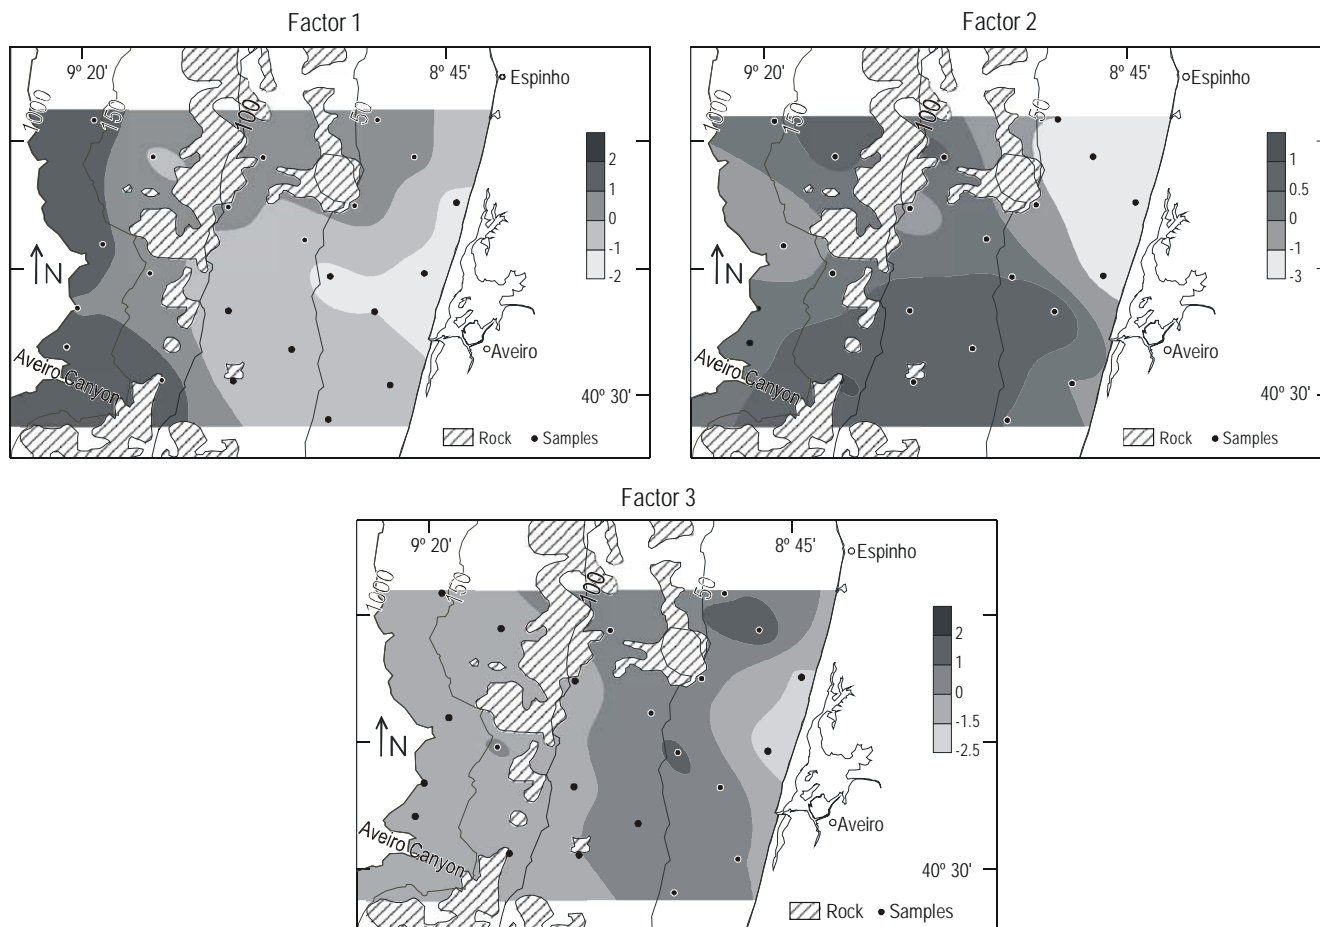 Factor 1
9º 20'
8º 45'
Espinho
1000
150
100
50
2
1
0
-1
-2
N
Aveiro
Aveiro Canyon
40º 30'
Rock
Samples
Factor 2
9º 20'
8º 45'
Espinho
1000
150
100
50
1
0.5
0
-1
-3
N
Aveiro
Aveiro Canyon
40º 30'
Rock
Samples
Factor 3
9º 20'
8º 45'
Espinho
1000
150
100
50
2
1
0
-1.5
-2.5
N
Aveiro
Aveiro Canyon
40º 30'
Rock
Samples